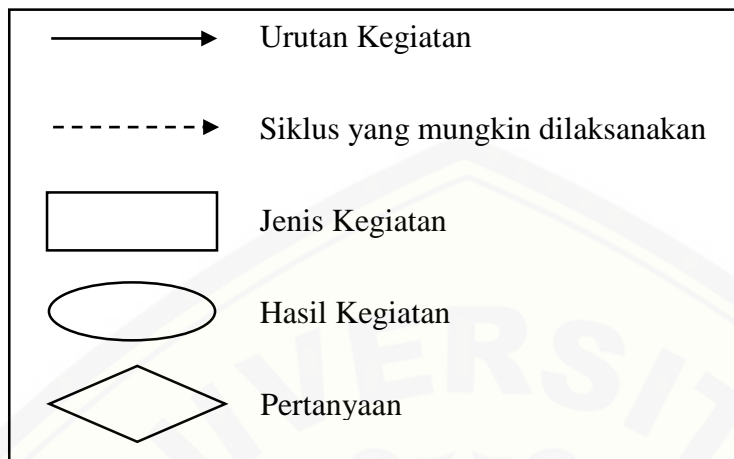 Urutan Kegiatan
Siklus yang mungkin dilaksanakan
Jenis Kegiatan
Hasil Kegiatan
Pertanyaan